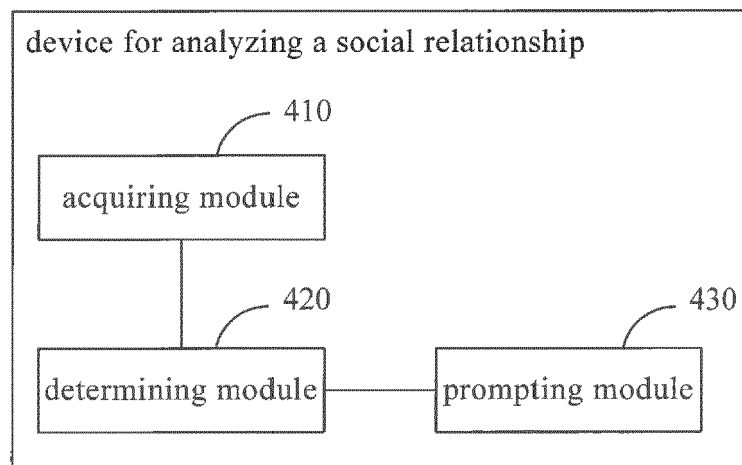 device for analyzing a social relationship
410
acquiring module
420
430
determining module
prompting module